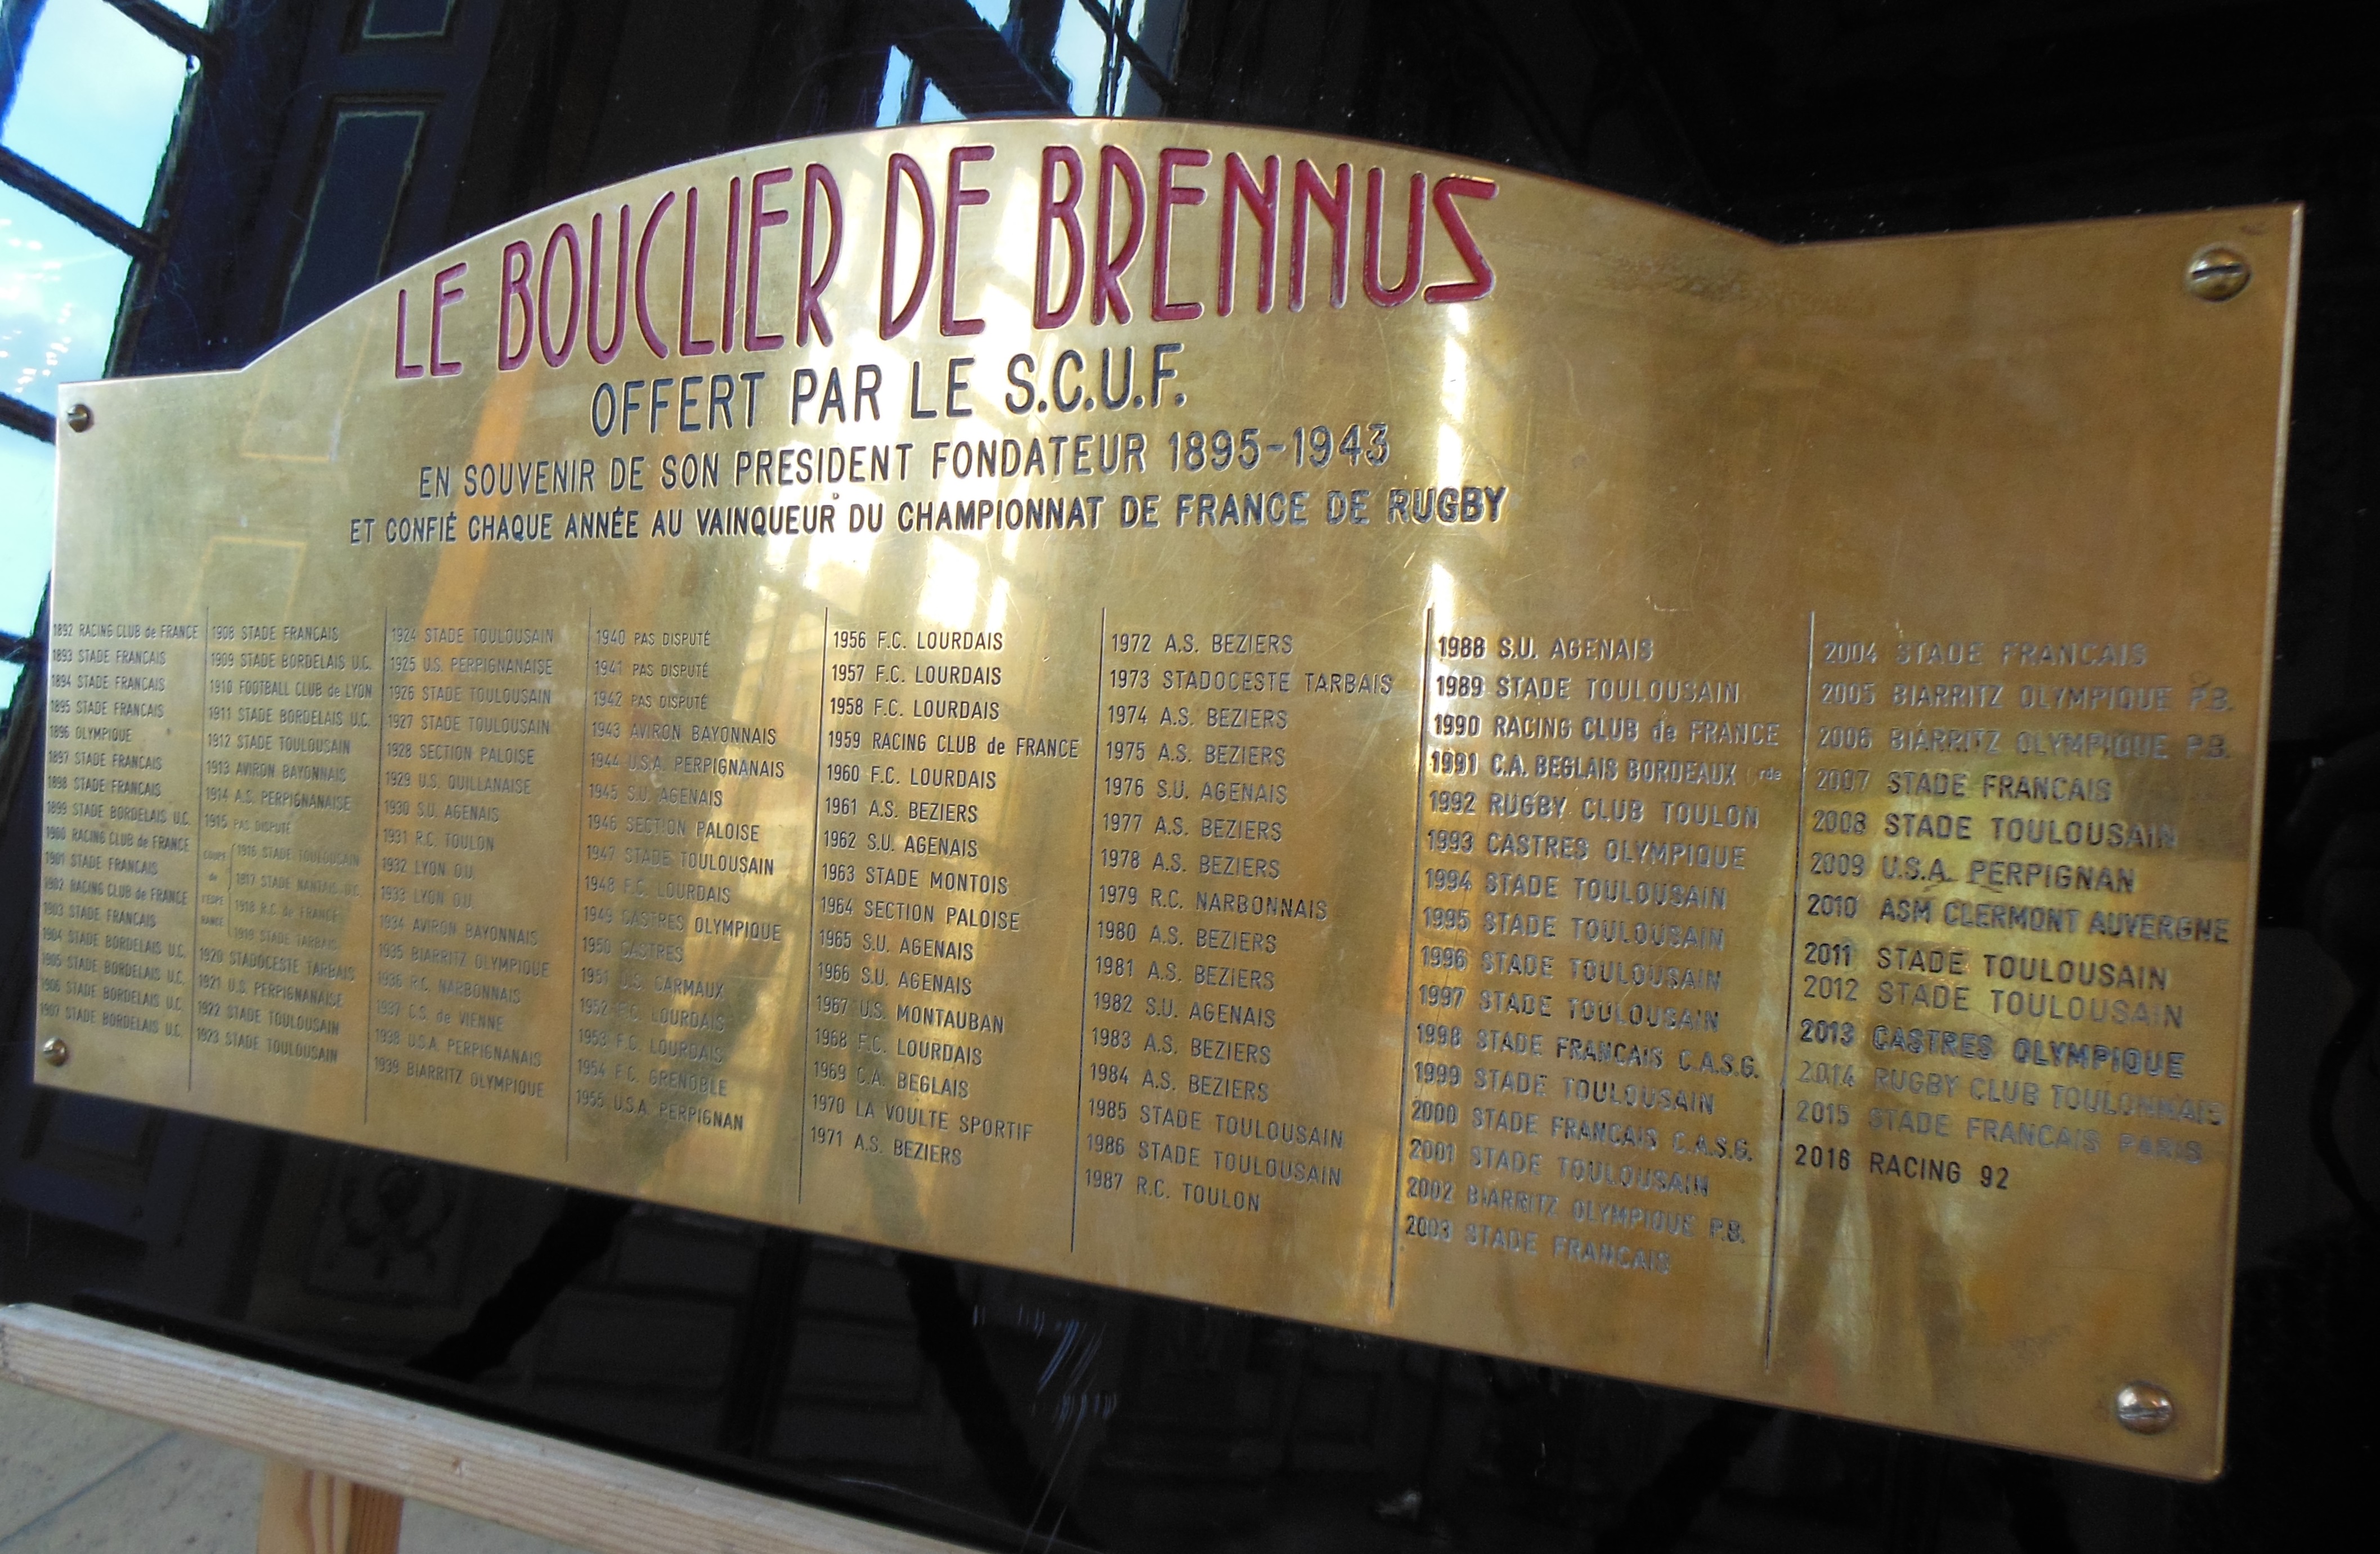 LE BOUCLIER DE BRENNUS
OFFERT PAR LE S.C.U.F.
EN SOUVENIR DE SON PRESIDENT FONDATEUR 1895-1943
ET CONFIÉ CHAQUE ANNÉE AU VAINQUEUR DU CHAMPIONNAT DE FRANCE DE RUGBY
1892 RACING CLUB de FRANCE
1893 STADE FRANCAIS
1894 STADE FRANCAIS
1895 STADE FRANCAIS
1896 OLYMPIQUE
1897 STADE FRANCAIS
1898 STADE FRANCAIS
1899 STADE BORDELAIS U.C.
1900 RACING CLUB de FRANCE
1901 STADE FRANCAIS
1902 RACING CLUB de FRANCE
1903 STADE FRANCAIS
1904 STADE BORDELAIS U.C.
1905 STADE BORDELAIS U.C.
1906 STADE BORDELAIS U.C.
1907 STADE BORDELAIS U.C.
1908 STADE FRANCAIS
1909 STADE BORDELAIS U.C.
1910 FOOTBALL CLUB de LYON
1911 STADE BORDELAIS U.C.
1912 STADE TOULOUSAIN
1913 AVIRON BAYONNAIS
1914 A.S. PERPIGNANAISE
1915 PAS DISPUTÉ
COUPE de L'ESPERANCE
1916 STADE TOULOUSAIN
1917 STADE NANTAIS U.C.
1918 R.C. de FRANCE
1919 STADE TARBAIS
1920 STADOCESTE TARBAIS
1921 U.S. PERPIGNANAISE
1922 STADE TOULOUSAIN
1923 STADE TOULOUSAIN
1924 STADE TOULOUSAIN
1925 U.S. PERPIGNANAISE
1926 STADE TOULOUSAIN
1927 STADE TOULOUSAIN
1928 SECTION PALOISE
1929 U.S. QUILLANAISE
1930 S.U. AGENAIS
1931 R.C. TOULON
1932 LYON O.U.
1933 LYON O.U.
1934 AVIRON BAYONNAIS
1935 BIARRITZ OLYMPIQUE
1936 R.C. NARBONNAIS
1937 C.S. de VIENNE
1938 U.S.A. PERPIGNANAIS
1939 BIARRITZ OLYMPIQUE
1940 PAS DISPUTÉ
1941 PAS DISPUTÉ
1942 PAS DISPUTÉ
1943 AVIRON BAYONNAIS
1944 U.S.A. PERPIGNANAIS
1945 S.U. AGENAIS
1946 SECTION PALOISE
1947 STADE TOULOUSAIN
1948 F.C. LOURDAIS
1949 CASTRES OLYMPIQUE
1950 CASTRES
1951 U.S. CARMAUX
1952 F.C. LOURDAIS
1953 F.C. LOURDAIS
1954 F.C. GRENOBLE
1955 U.S.A. PERPIGNAN
1956 F.C. LOURDAIS
1957 F.C. LOURDAIS
1958 F.C. LOURDAIS
1959 RACING CLUB de FRANCE
1960 F.C. LOURDAIS
1961 A.S. BEZIERS
1962 S.U. AGENAIS
1963 STADE MONTOIS
1964 SECTION PALOISE
1965 S.U. AGENAIS
1966 S.U. AGENAIS
1967 U.S. MONTAUBAN
1968 F.C. LOURDAIS
1969 C.A. BEGLAIS
1970 LA VOULTE SPORTIF
1971 A.S. BEZIERS
1972 A.S. BEZIERS
1973 STADOCESTE TARBAIS
1974 A.S. BEZIERS
1975 A.S. BEZIERS
1976 S.U. AGENAIS
1977 A.S. BEZIERS
1978 A.S. BEZIERS
1979 R.C. NARBONNAIS
1980 A.S. BEZIERS
1981 A.S. BEZIERS
1982 S.U. AGENAIS
1983 A.S. BEZIERS
1984 A.S. BEZIERS
1985 STADE TOULOUSAIN
1986 STADE TOULOUSAIN
1987 R.C. TOULON
1988 S.U. AGENAIS
1989 STADE TOULOUSAIN
1990 RACING CLUB de FRANCE
1991 C.A. BEGLAIS BORDEAUX
1992 RUGBY CLUB TOULON
1993 CASTRES OLYMPIQUE
1994 STADE TOULOUSAIN
1995 STADE TOULOUSAIN
1996 STADE TOULOUSAIN
1997 STADE TOULOUSAIN
1998 STADE FRANCAIS C.A.S.G.
1999 STADE TOULOUSAIN
2000 STADE FRANCAIS C.A.S.G.
2001 STADE TOULOUSAIN
2002 BIARRITZ OLYMPIQUE P.B.
2003 STADE FRANCAIS
2004 STADE FRANCAIS
2005 BIARRITZ OLYMPIQUE P.B.
2006 BIARRITZ OLYMPIQUE P.B.
2007 STADE FRANCAIS
2008 STADE TOULOUSAIN
2009 U.S.A. PERPIGNAN
2010 ASM CLERMONT AUVERGNE
2011 STADE TOULOUSAIN
2012 STADE TOULOUSAIN
2013 CASTRES OLYMPIQUE
2014 RUGBY CLUB TOULONNAIS
2015 STADE FRANCAIS PARIS
2016 RACING 92